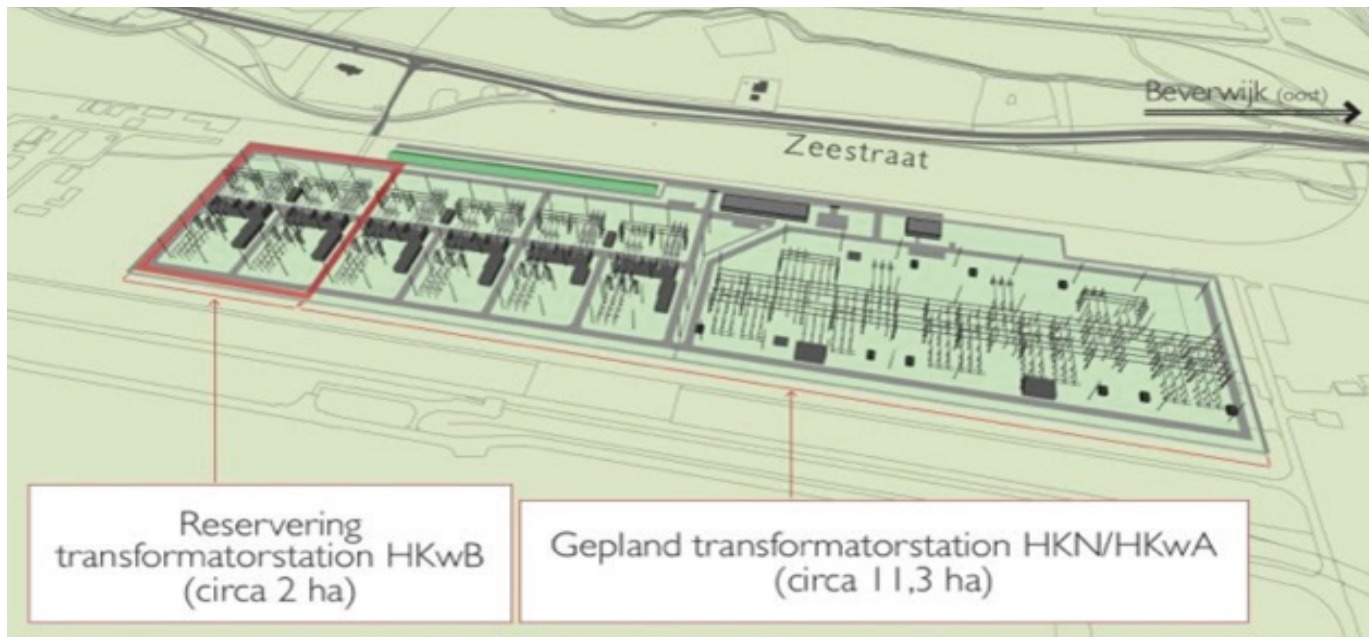 Beverwijk (oost)
Zeestraat
Reservering
transformatorstation HKwB
(circa 2 ha)
Gepland transformatorstation HKN/HKwA
(circa 11,3 ha)